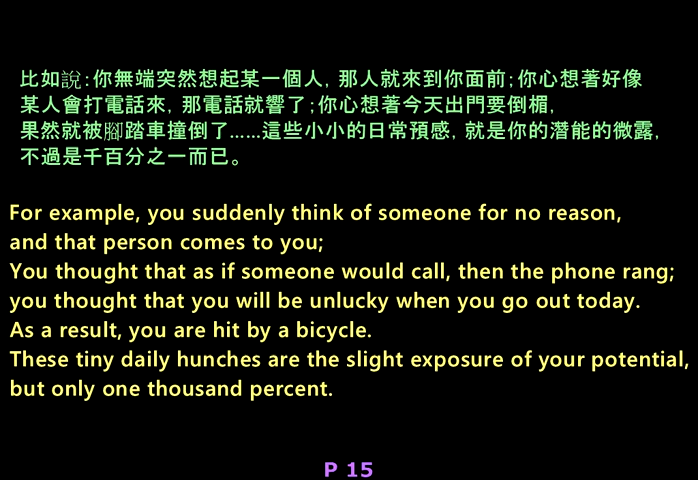 比如說:你無端突然想起某一個人, 那人就來到你面前;你心想著好像
某人會打電話來, 那電話就響了;你心想著今天出門要倒楣,
果然就被腳踏車撞倒了......這些小小的日常預感, 就是你的潛能的微露,
不過是千百分之一而已。
For example, you suddenly think of someone for no reason,
and that person comes to you;
You thought that as if someone would call, then the phone rang;
you thought that you will be unlucky when you go out today.
As a result, you are hit by a bicycle.
These tiny daily hunches are the slight exposure of your potential,
but only one thousand percent.
P 15